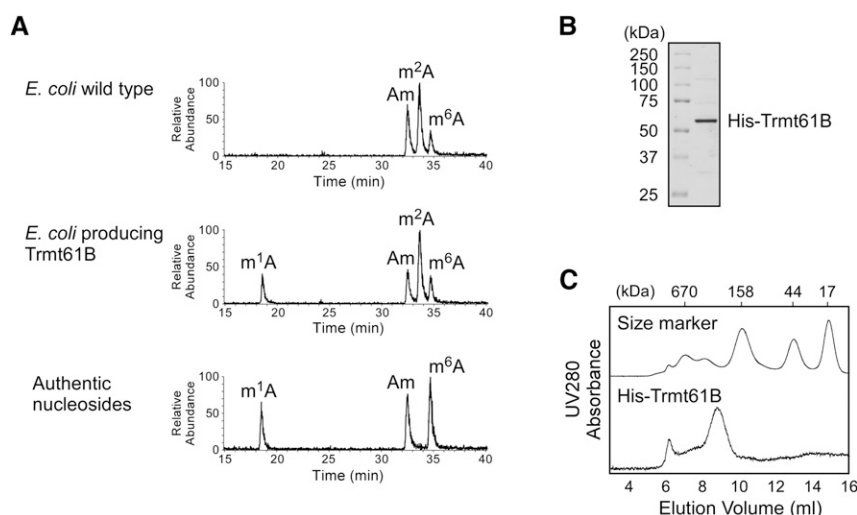 A
E. coli wild type
Relative
Abundance
100
50
0
Am
m²A
m⁶A
15 20 25 30 35 40
Time (min)
E. coli producing
Trmt61B
Relative
Abundance
100
50
0
m¹A
Am
m²A
m⁶A
15 20 25 30 35 40
Time (min)
Authentic
nucleosides
Relative
Abundance
100
50
0
m¹A
Am
m⁶A
15 20 25 30 35 40
Time (min)
B
(kDa)
250
150
100
75
50
37
25
His-Trmt61B
C
(kDa) 670 158 44 17
Size marker
His-Trmt61B
UV280
Absorbance
4 6 8 10 12 14 16
Elution Volume (ml)